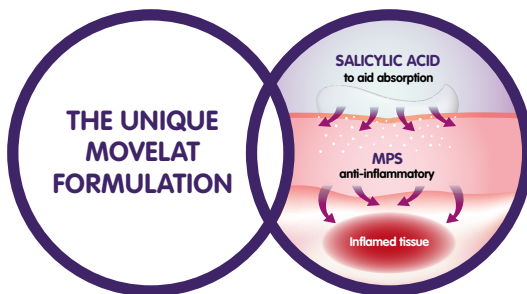 THE UNIQUE
MOVELAT
FORMULATION
SALICYLIC ACID
to aid absorption
MPS
anti-inflammatory
Inflamed tissue